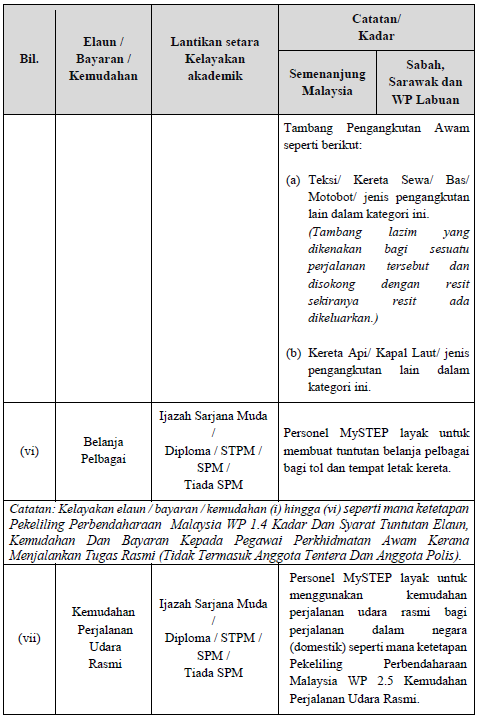 Bil.
Elaun /
Bayaran /
Kemudahan
Lantikan setara
Kelayakan
akademik
Catatan/
Kadar
Semenanjung
Malaysia
Sabah,
Sarawak dan
WP Labuan
Tambang Pengangkutan Awam
seperti berikut:
(a) Teksi/ Kereta Sewa/ Bas/
Motobot/ jenis pengangkutan
lain dalam kategori ini.
(Tambang lazim yang
dikenakan bagi sesuatu
perjalanan tersebut dan
disokong dengan resit
sekiranya resit ada
dikeluarkan.)
(b) Kereta Api/ Kapal Laut/ jenis
pengangkutan lain dalam
kategori ini.
(vi)
Belanja
Pelbagai
Ijazah Sarjana Muda
/
Diploma / STPM /
SPM /
Tiada SPM
Personel MySTEP layak untuk
membuat tuntutan belanja pelbagai
bagi tol dan tempat letak kereta.
Catatan: Kelayakan elaun / bayaran / kemudahan (i) hingga (vi) seperti mana ketetapan
Pekeliling Perbendaharaan Malaysia WP 1.4 Kadar Dan Syarat Tuntutan Elaun,
Kemudahan Dan Bayaran Kepada Pegawai Perkhidmatan Awam Kerana
Menjalankan Tugas Rasmi (Tidak Termasuk Anggota Tentera Dan Anggota Polis).
(vii)
Kemudahan
Perjalanan
Udara
Rasmi
Ijazah Sarjana Muda
/
Diploma / STPM /
SPM /
Tiada SPM
Personel MySTEP layak untuk
menggunakan kemudahan
perjalanan udara rasmi bagi
perjalanan dalam negara
(domestik) seperti mana ketetapan
Pekeliling Perbendaharaan
Malaysia WP 2.5 Kemudahan
Perjalanan Udara Rasmi.